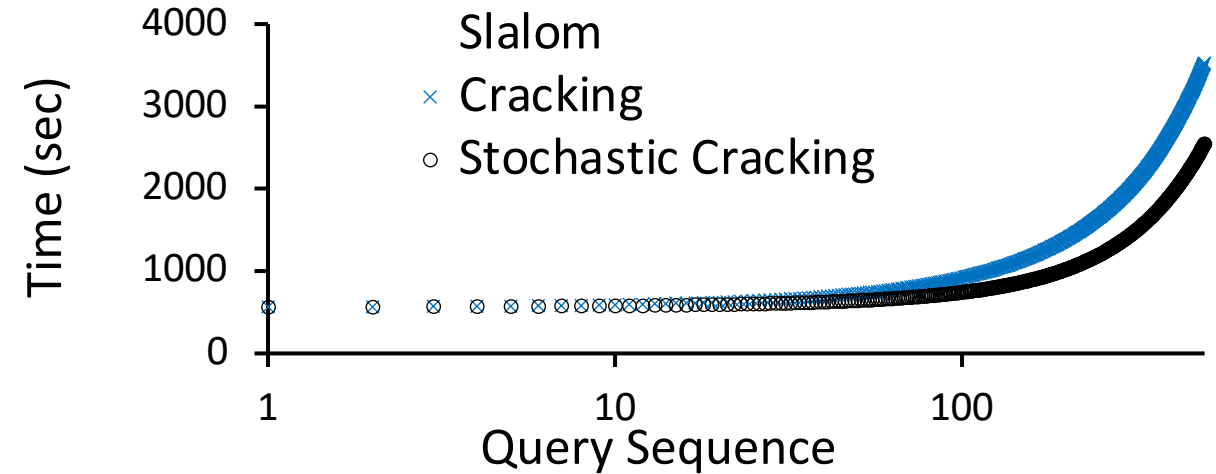 4000
3000
2000
1000
0
Time (sec)
Slalom
Cracking
Stochastic Cracking
1 10 100
Query Sequence